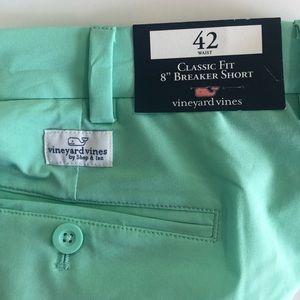 42
WAIST
CLASSIC FIT
8" BREAKER SHORT
vineyard vines
vineyard vines
by Shep & Ian